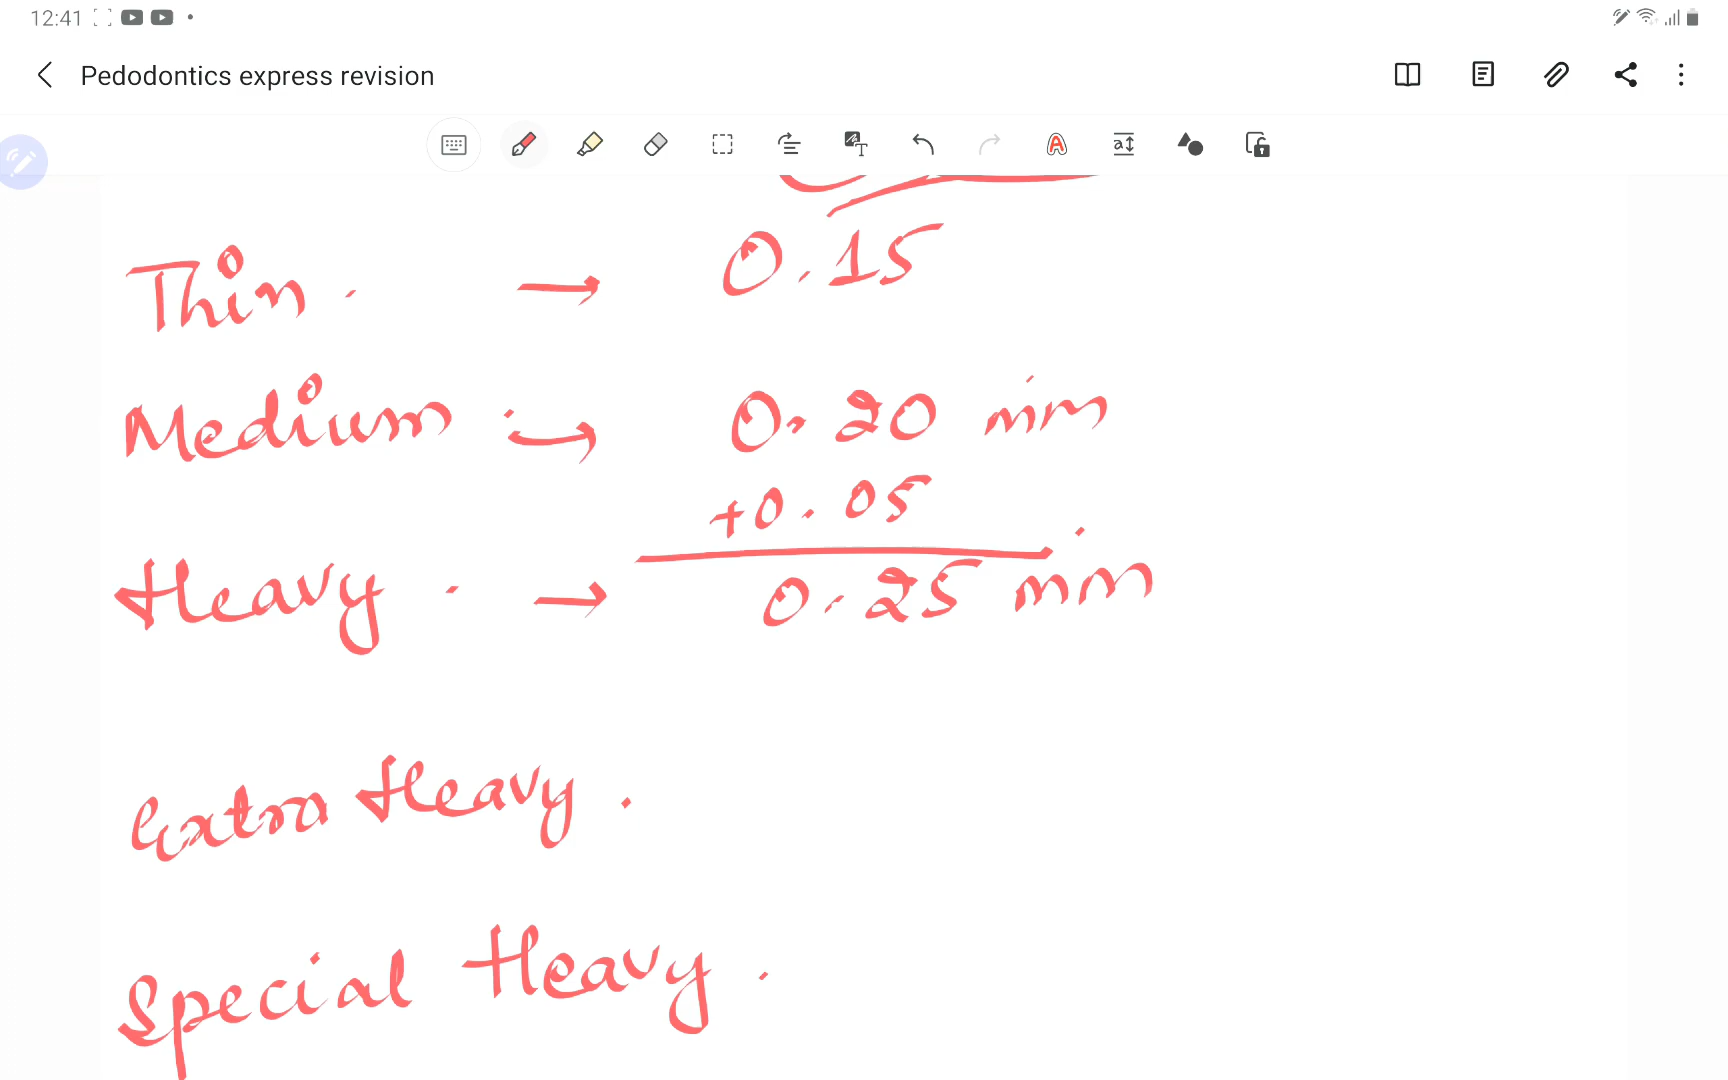 12:41
Pedodontics express revision
Thin. → 0.15
Medium → 0.20 mm
+0.05
Heavy. → 0.25 mm
Extra Heavy.
Special Heavy.